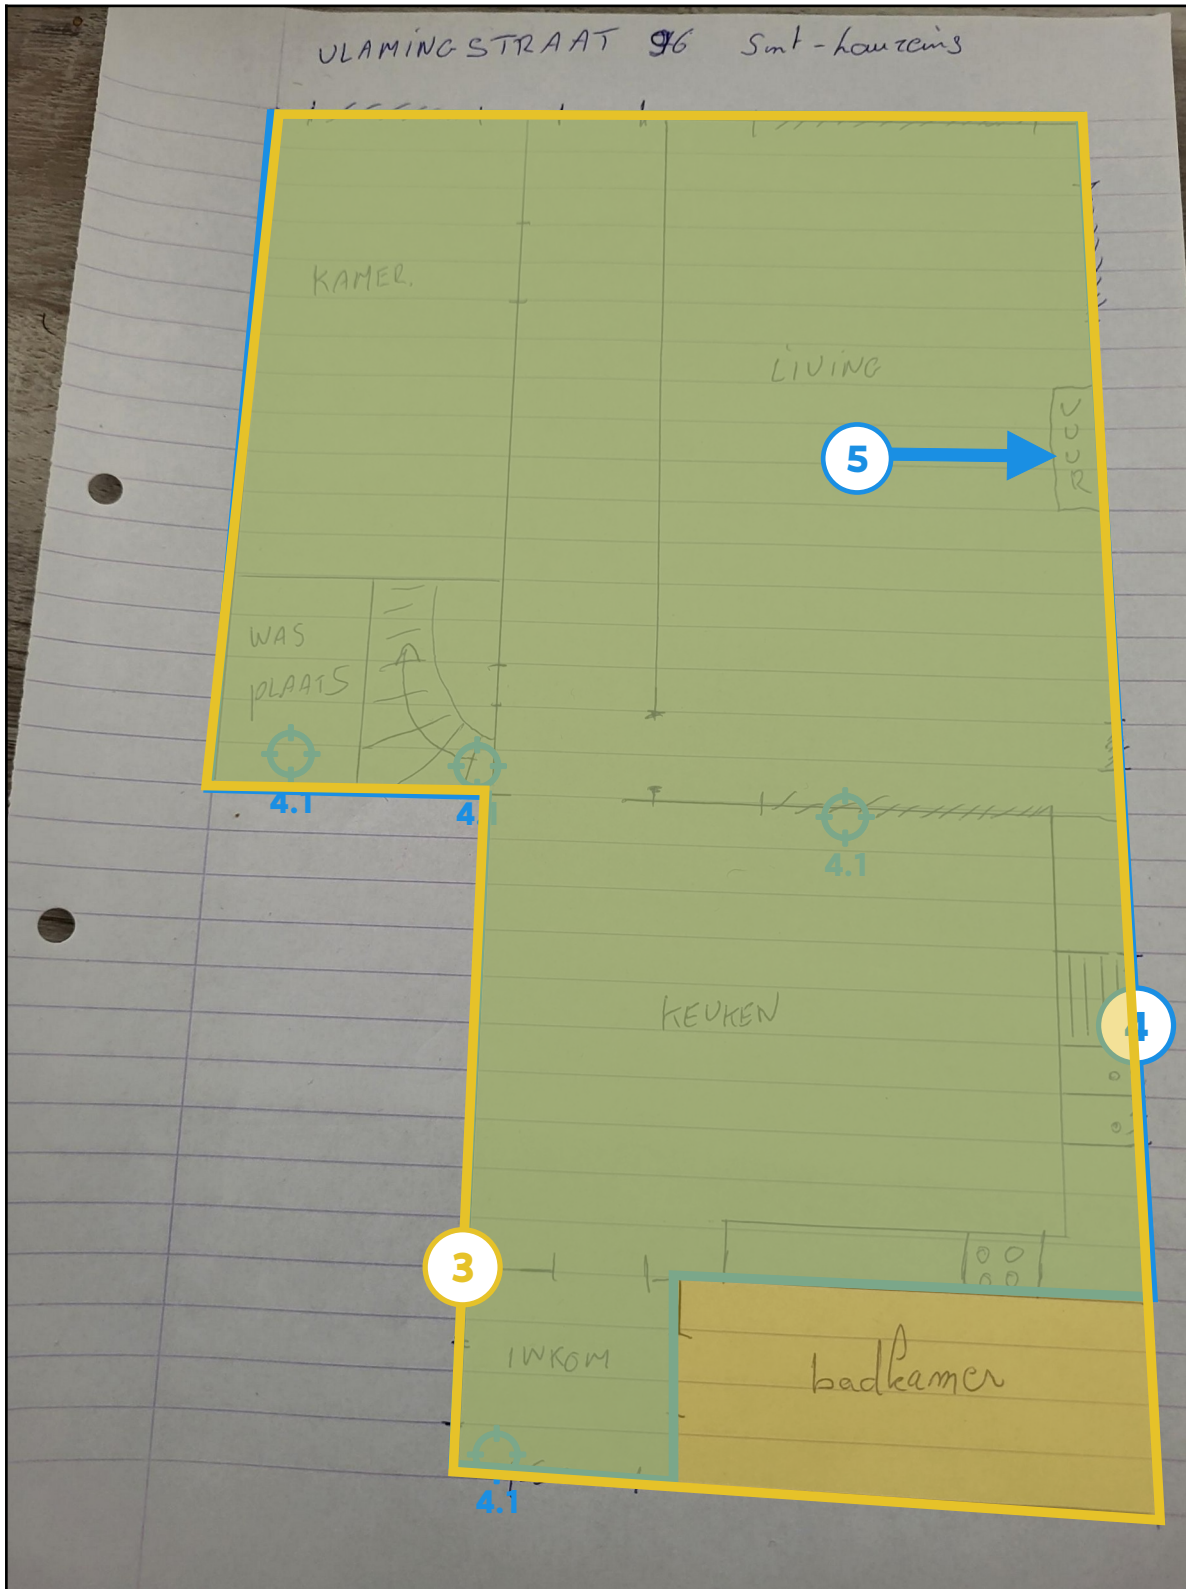 VLAMINGSTRAAT 96 Sint-Laureins
KAMER.
LIVING
5
VUUR
WAS
PLAATS
4.1
4.1
4.1
KEUKEN
4
3
INKOM
badkamer
4.1